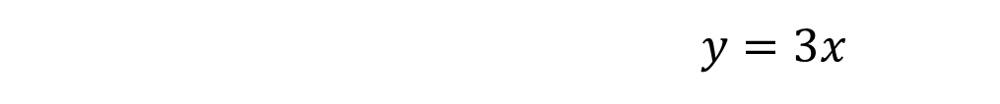 y = 3x